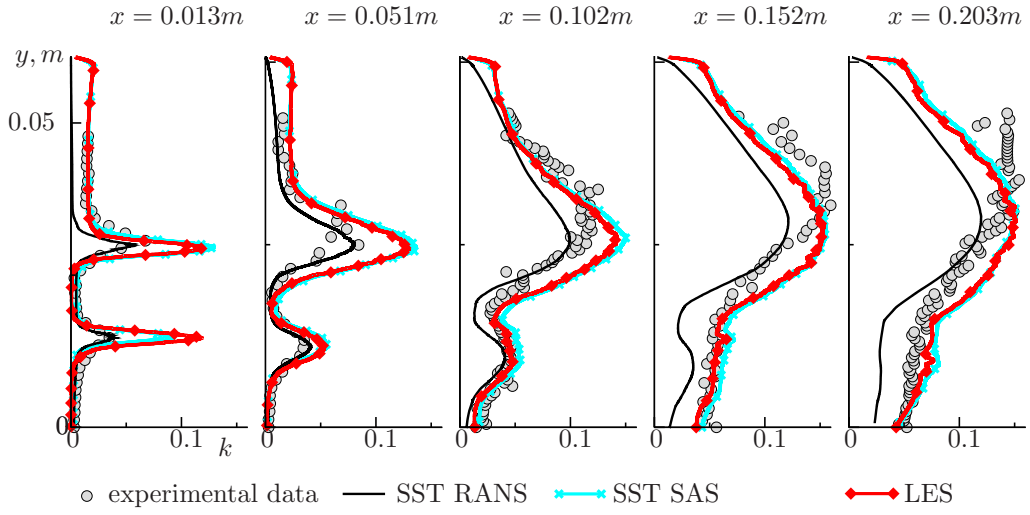 x = 0.013m x = 0.051m x = 0.102m x = 0.152m x = 0.203m
y, m
0.05
0
0 0.1 0 0.1 0 0.1 0 0.1 0 0.1
k
experimental data SST RANS SST SAS LES